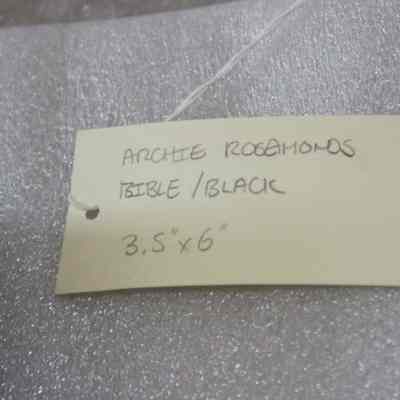 ARCHIE ROSEMONDS
BIBLE / BLACK
3.5" x 6"